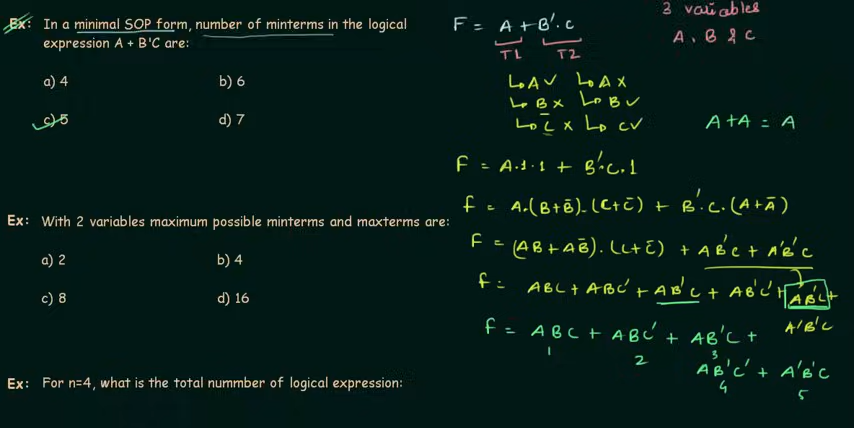 Ex: In a minimal SOP form, number of minterms in the logical
expression A + B'C are:
a) 4
b) 6
c) 5
d) 7
Ex: With 2 variables maximum possible minterms and maxterms are:
a) 2
b) 4
c) 8
d) 16
Ex: For n=4, what is the total nummber of logical expression:
3 variables
A, B & C
F = A + B'. C
T1 T2
↳ A✓ ↳ A ×
↳ B × ↳ B✓
↳ C × ↳ C✓
A+A = A
F = A.1.1 + B'.C.1
f = A.(B+B̄).(C+C̄) + B'.C.(A+Ā)
F = (AB+AB̄).(C+C̄) + AB'C + A'B'C
f = ABC + ABC' + AB'C + AB'C' + AB'C +
A'B'C
f = ABC + ABC' + AB'C +
1 2 3
AB'C' + A'B'C
4 5